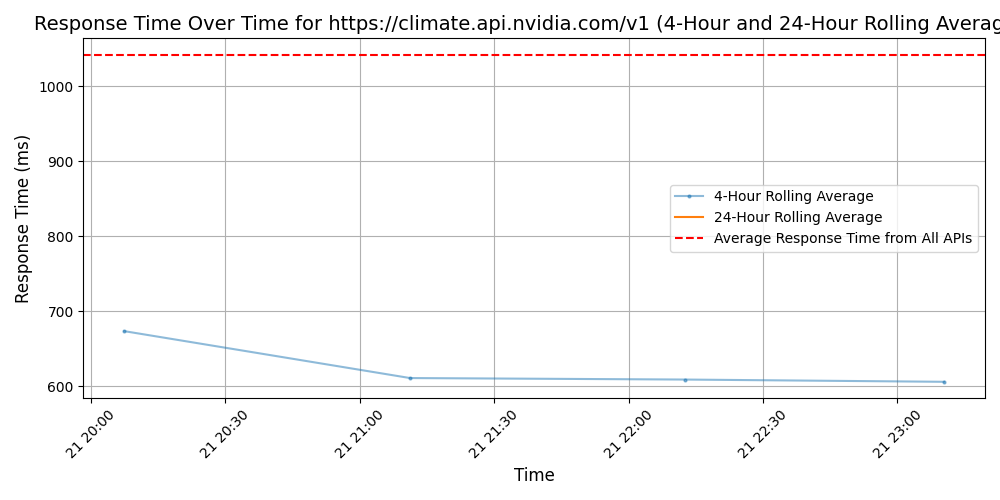 Response Time Over Time for https://climate.api.nvidia.com/v1 (4-Hour and 24-Hour Rolling Averag
Response Time (ms)
1000
900
800
700
600
4-Hour Rolling Average
24-Hour Rolling Average
Average Response Time from All APIs
21 20:00
21 20:30
21 21:00
21 21:30
21 22:00
21 22:30
21 23:00
Time